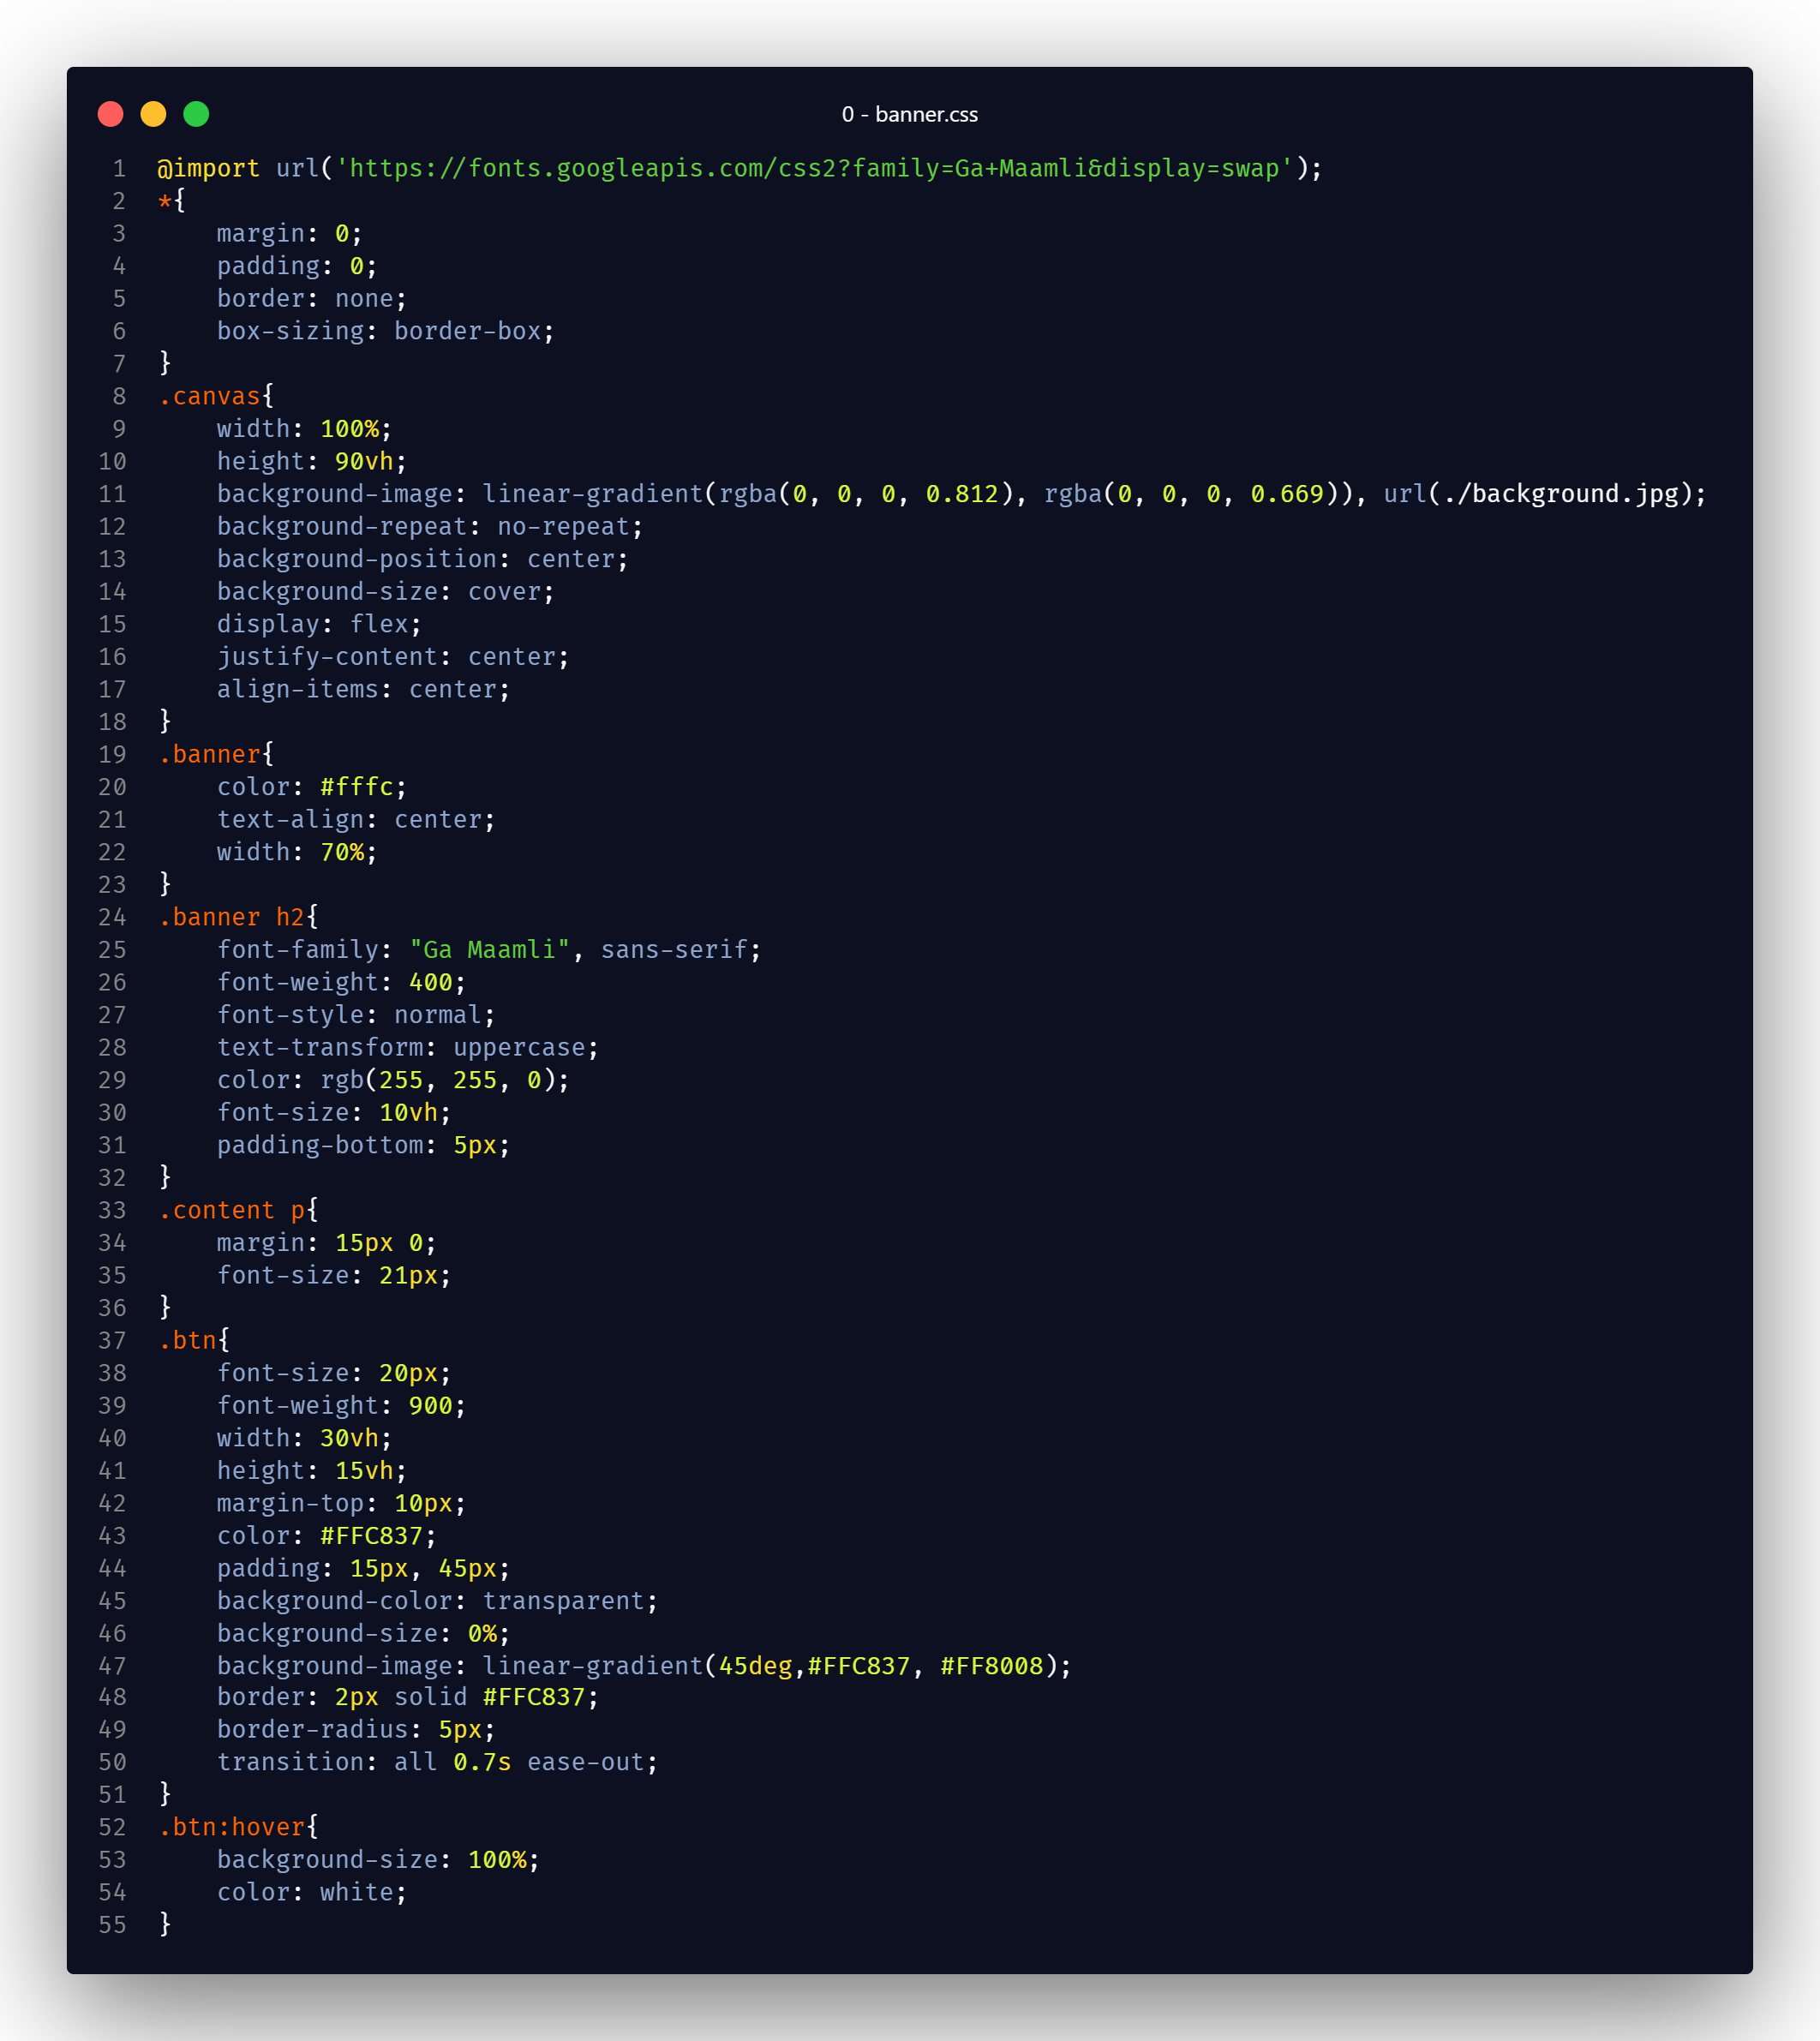 0 - banner.css
1 @import url('https://fonts.googleapis.com/css2?family=Ga+Maamli&display=swap');
2 *{
3     margin: 0;
4     padding: 0;
5     border: none;
6     box-sizing: border-box;
7 }
8 .canvas{
9     width: 100%;
10     height: 90vh;
11     background-image: linear-gradient(rgba(0, 0, 0, 0.812), rgba(0, 0, 0, 0.669)), url(./background.jpg);
12     background-repeat: no-repeat;
13     background-position: center;
14     background-size: cover;
15     display: flex;
16     justify-content: center;
17     align-items: center;
18 }
19 .banner{
20     color: #fffc;
21     text-align: center;
22     width: 70%;
23 }
24 .banner h2{
25     font-family: "Ga Maamli", sans-serif;
26     font-weight: 400;
27     font-style: normal;
28     text-transform: uppercase;
29     color: rgb(255, 255, 0);
30     font-size: 10vh;
31     padding-bottom: 5px;
32 }
33 .content p{
34     margin: 15px 0;
35     font-size: 21px;
36 }
37 .btn{
38     font-size: 20px;
39     font-weight: 900;
40     width: 30vh;
41     height: 15vh;
42     margin-top: 10px;
43     color: #FFC837;
44     padding: 15px, 45px;
45     background-color: transparent;
46     background-size: 0%;
47     background-image: linear-gradient(45deg,#FFC837, #FF8008);
48     border: 2px solid #FFC837;
49     border-radius: 5px;
50     transition: all 0.7s ease-out;
51 }
52 .btn:hover{
53     background-size: 100%;
54     color: white;
55 }